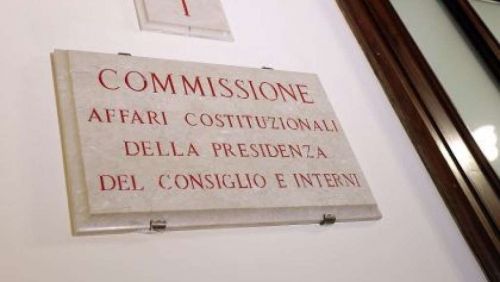 I
COMMISSIONE
AFFARI COSTITUZIONALI
DELLA PRESIDENZA
DEL CONSIGLIO E INTERNI